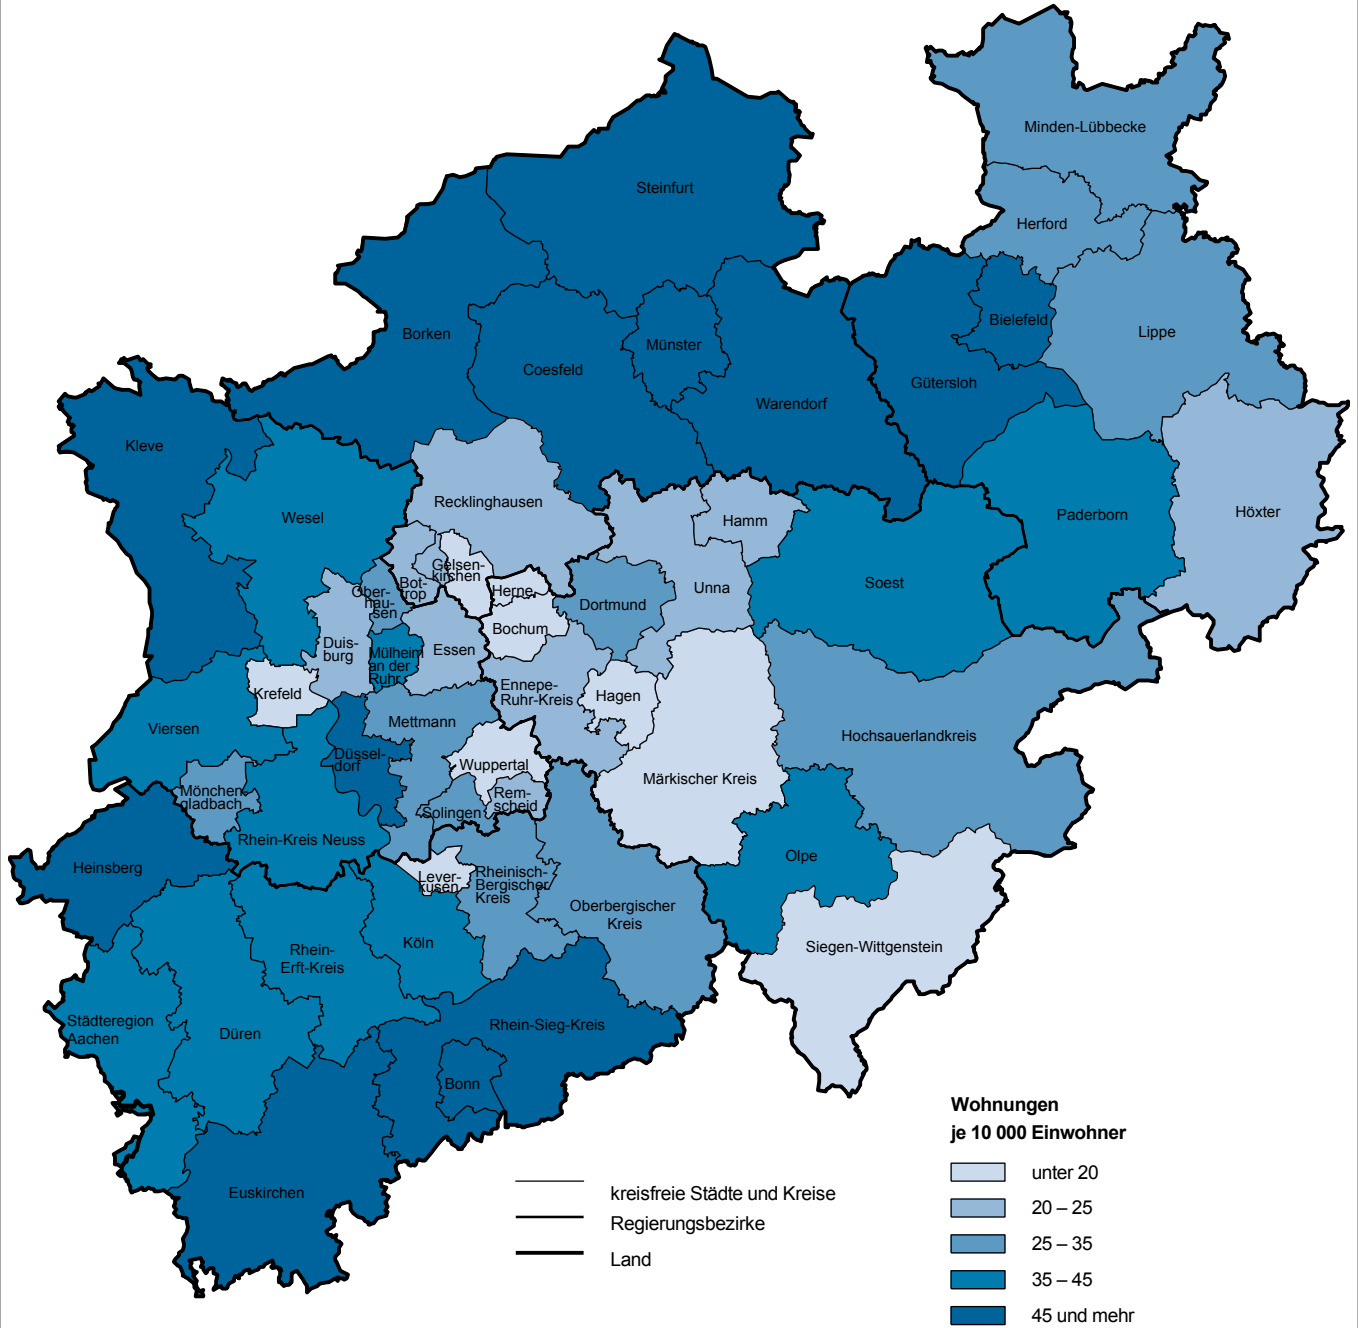 Minden-Lübbecke
Steinfurt
Herford
Bielefeld
Lippe
Borken
Münster
Coesfeld
Gütersloh
Warendorf
Kleve
Recklinghausen
Höxter
Wesel
Hamm
Paderborn
Gelsen-
kirchen
Bot-
trop
Ober-
hau-
sen
Herne
Unna
Soest
Dortmund
Bochum
Duis-
burg
Mülheim
an der
Ruhr
Essen
Krefeld
Ennepe-
Ruhr-Kreis
Hagen
Viersen
Mettmann
Hochsauerlandkreis
Düssel-
dorf
Wuppertal
Märkischer Kreis
Mönchen-
gladbach
Rem-
scheid
Solingen
Rhein-Kreis Neuss
Olpe
Heinsberg
Lever-
kusen
Rheinisch-
Bergischer
Kreis
Oberbergischer
Kreis
Köln
Siegen-Wittgenstein
Rhein-
Erft-Kreis
Städteregion
Aachen
Düren
Rhein-Sieg-Kreis
Bonn
Euskirchen
kreisfreie Städte und Kreise
Regierungsbezirke
Land
Wohnungen
je 10 000 Einwohner
unter 20
20 – 25
25 – 35
35 – 45
45 und mehr